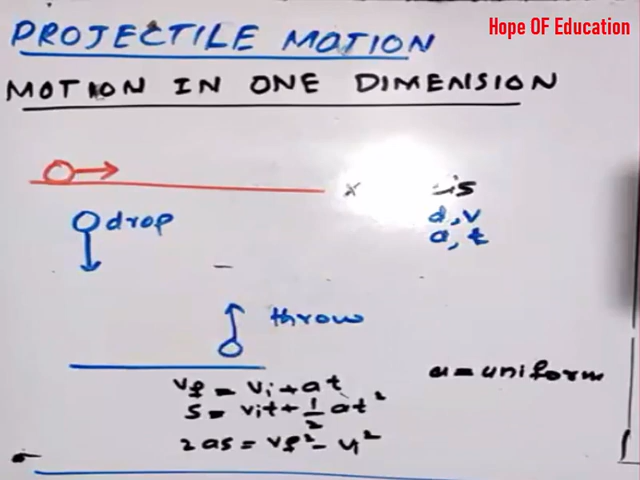 Hope OF Education
PROJECTILE MOTION
MOTION IN ONE DIMENSION
x
is
d, v
a, t
drop
throw
a = uniform
vf = vi + at
s = vit + 1/2 at²
2as = vf² - vi²